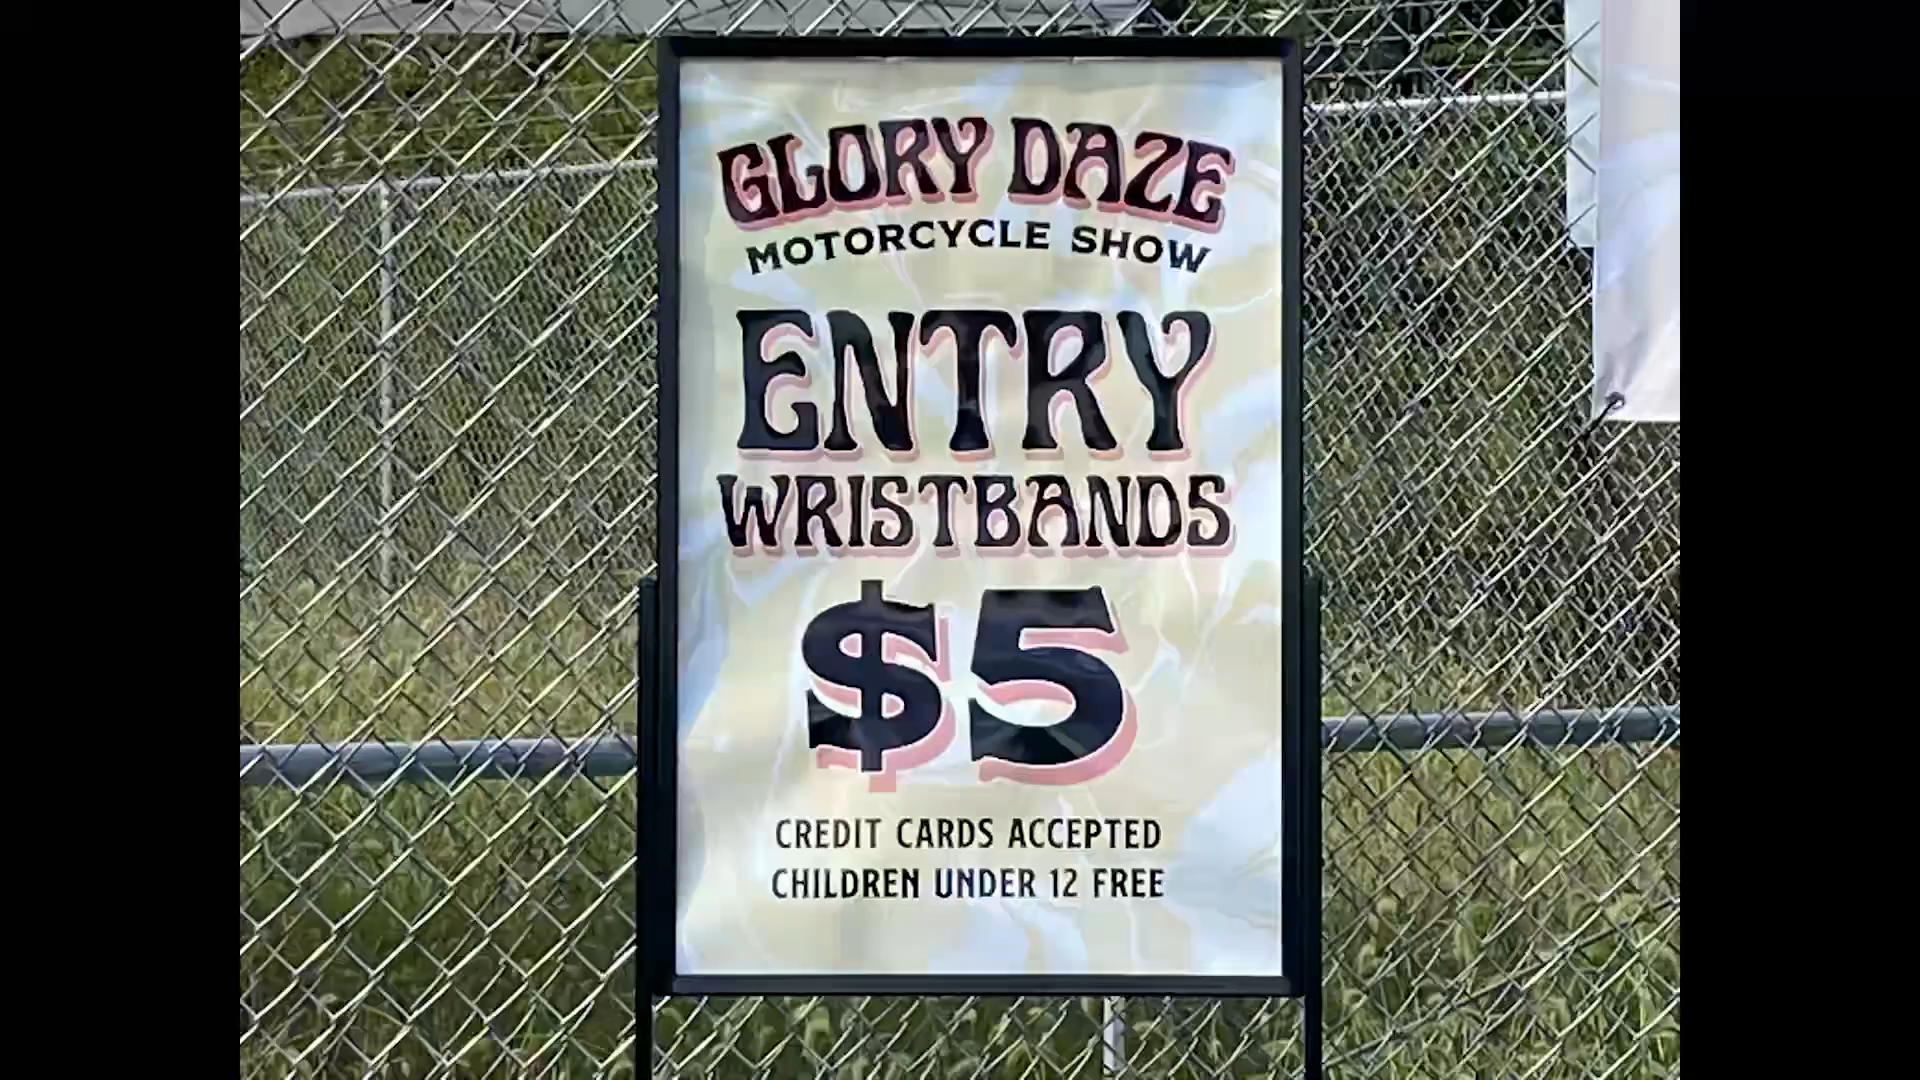 GLORY DAZE
MOTORCYCLE SHOW
ENTRY
WRISTBANDS
$5
CREDIT CARDS ACCEPTED
CHILDREN UNDER 12 FREE